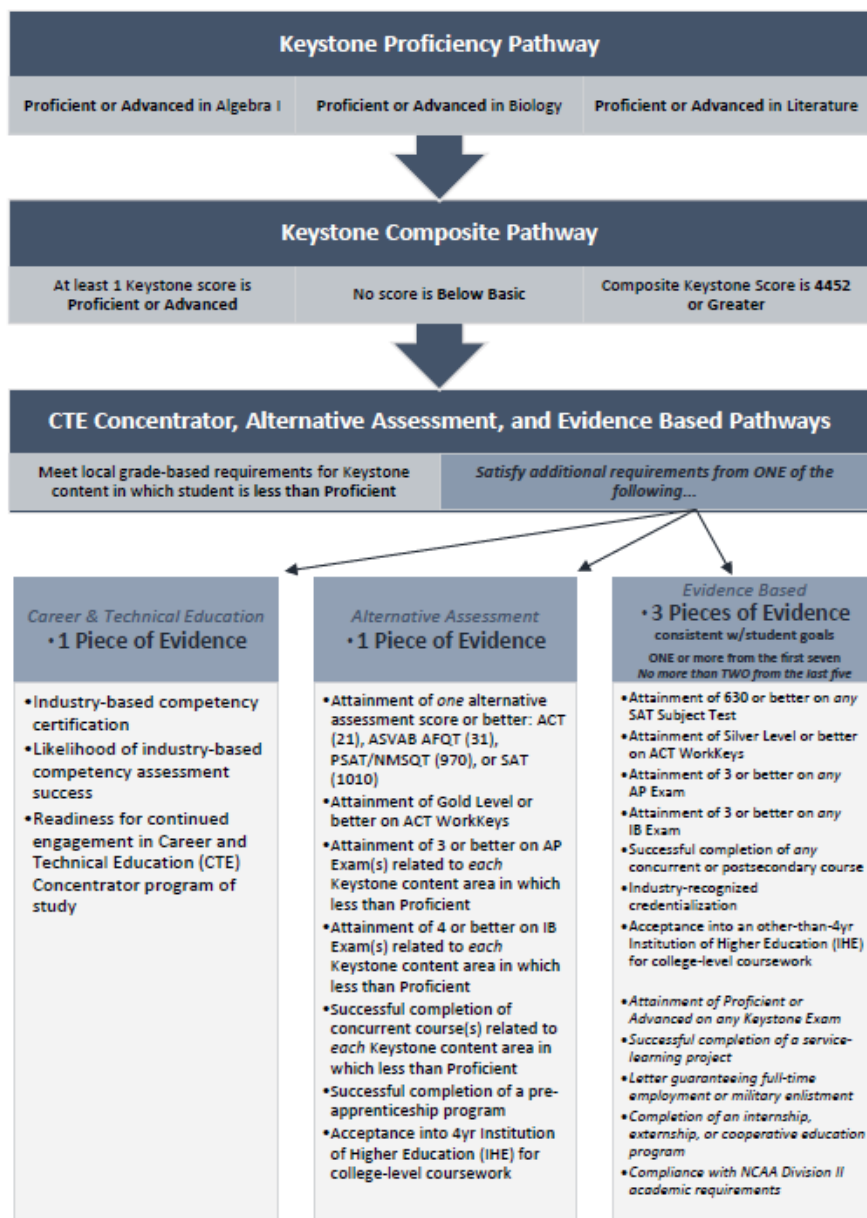 Keystone Proficiency Pathway
Proficient or Advanced in Algebra I
Proficient or Advanced in Biology
Proficient or Advanced in Literature
Keystone Composite Pathway
At least 1 Keystone score is
Proficient or Advanced
No score is Below Basic
Composite Keystone Score is 4452
or Greater
CTE Concentrator, Alternative Assessment, and Evidence Based Pathways
Meet local grade-based requirements for Keystone
content in which student is less than Proficient
Satisfy additional requirements from ONE of the
following...
Career & Technical Education
• 1 Piece of Evidence
•Industry-based competency
certification
•Likelihood of industry-based
competency assessment
success
•Readiness for continued
engagement in Career and
Technical Education (CTE)
Concentrator program of
study
Alternative Assessment
• 1 Piece of Evidence
•Attainment of one alternative
assessment score or better: ACT
(21), ASVAB AFQT (31),
PSAT/NMSQT (970), or SAT
(1010)
•Attainment of Gold Level or
better on ACT WorkKeys
•Attainment of 3 or better on AP
Exam(s) related to each
Keystone content area in which
less than Proficient
•Attainment of 4 or better on IB
Exam(s) related to each
Keystone content area in which
less than Proficient
•Successful completion of
concurrent course(s) related to
each Keystone content area in
which less than Proficient
•Successful completion of a pre-
apprenticeship program
•Acceptance into 4yr Institution
of Higher Education (IHE) for
college-level coursework
Evidence Based
• 3 Pieces of Evidence
consistent w/student goals
ONE or more from the first seven
No more than TWO from the last five
•Attainment of 630 or better on any
SAT Subject Test
•Attainment of Silver Level or better
on ACT WorkKeys
•Attainment of 3 or better on any
AP Exam
•Attainment of 3 or better on any
IB Exam
•Successful completion of any
concurrent or postsecondary course
•Industry-recognized
credentialization
•Acceptance into an other-than-4yr
Institution of Higher Education (IHE)
for college-level coursework
•Attainment of Proficient or
Advanced on any Keystone Exam
•Successful completion of a service-
learning project
•Letter guaranteeing full-time
employment or military enlistment
•Completion of an internship,
externship, or cooperative education
program
•Compliance with NCAA Division II
academic requirements